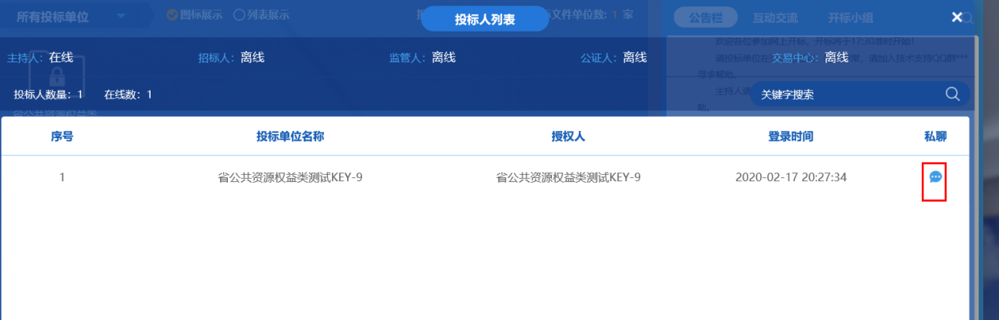 所有投标单位 图标展示 列表展示 文件单位数: 1 家 公告栏 互动交流 开标小组
投标人列表
欢迎各位参加网上开标，开标将于17:30准时开始!
主持人: 在线 招标人: 离线 监管人: 离线 公证人: 离线 交易中心: 离线
请投标单位在 常，请加入技术支持QQ群***
寻求帮助。
主持人
投标人数量: 1 在线数: 1 关键字搜索
助。
省公共资源权益类
序号 投标单位名称 授权人 登录时间 私聊
1 省公共资源权益类测试KEY-9 省公共资源权益类测试KEY-9 2020-02-17 20:27:34